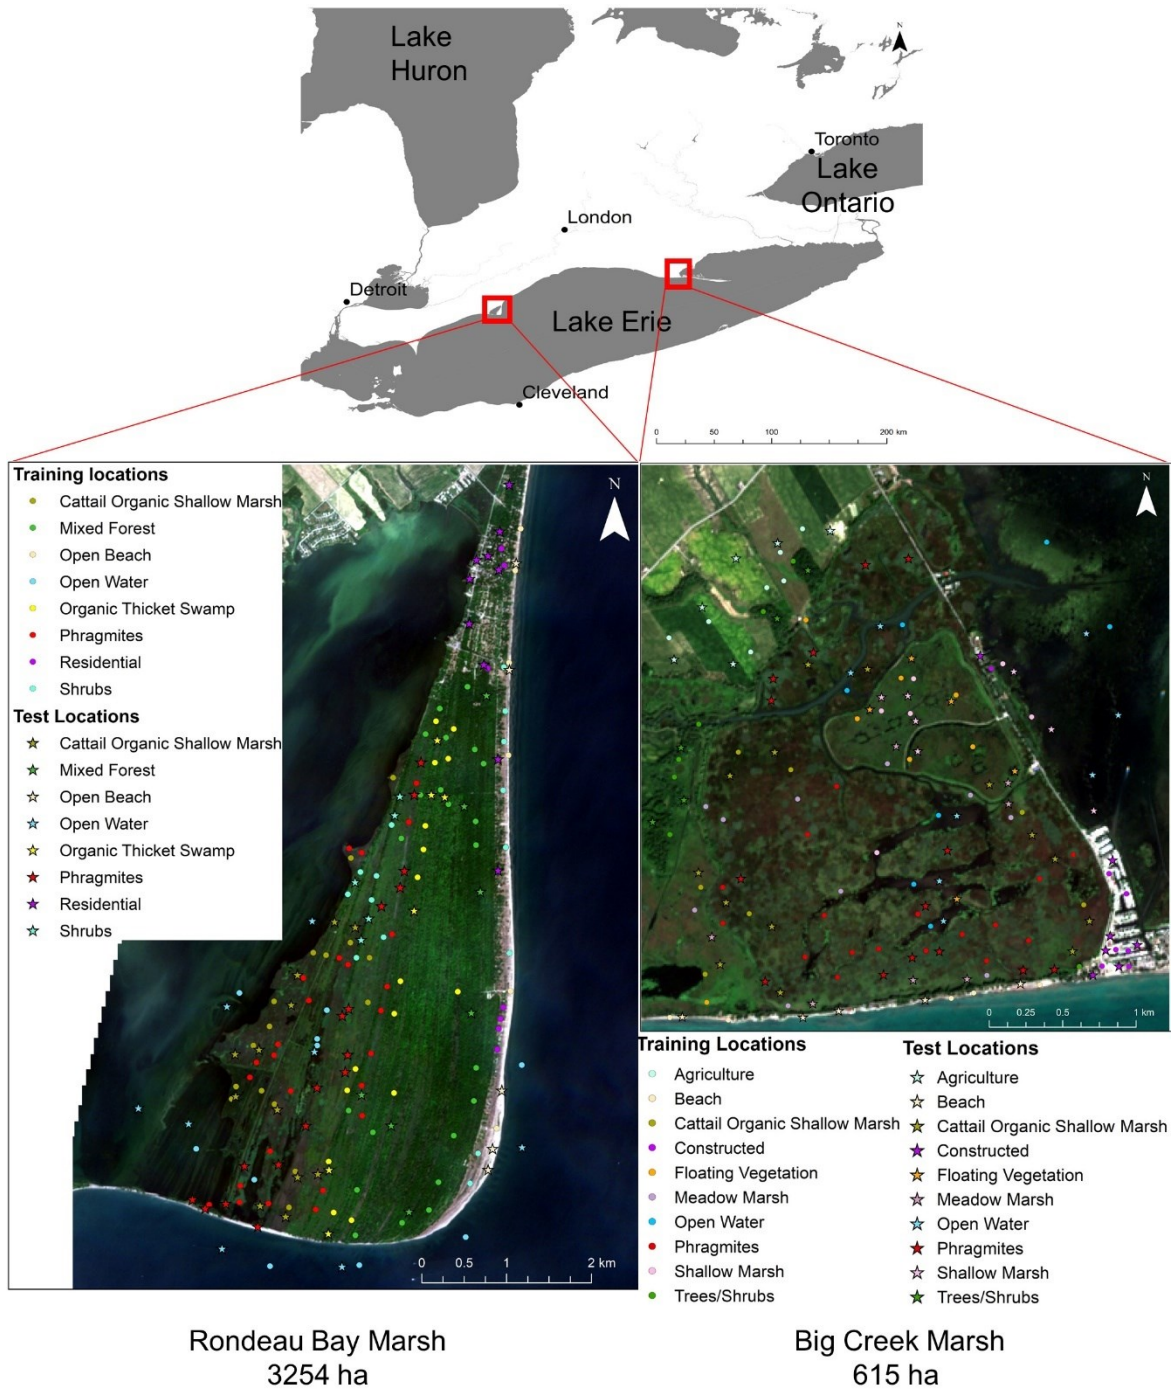 Lake
Huron
N
Toronto
Lake
Ontario
London
Detroit
Lake Erie
Cleveland
0 50 100 200 km
Training locations
Cattail Organic Shallow Marsh
Mixed Forest
Open Beach
Open Water
Organic Thicket Swamp
Phragmites
Residential
Shrubs
Test Locations
Cattail Organic Shallow Marsh
Mixed Forest
Open Beach
Open Water
Organic Thicket Swamp
Phragmites
Residential
Shrubs
N
0 0.5 1 2 km
N
0 0.25 0.5 1 km
Training Locations
Agriculture
Beach
Cattail Organic Shallow Marsh
Constructed
Floating Vegetation
Meadow Marsh
Open Water
Phragmites
Shallow Marsh
Trees/Shrubs
Test Locations
Agriculture
Beach
Cattail Organic Shallow Marsh
Constructed
Floating Vegetation
Meadow Marsh
Open Water
Phragmites
Shallow Marsh
Trees/Shrubs
Rondeau Bay Marsh
3254 ha
Big Creek Marsh
615 ha